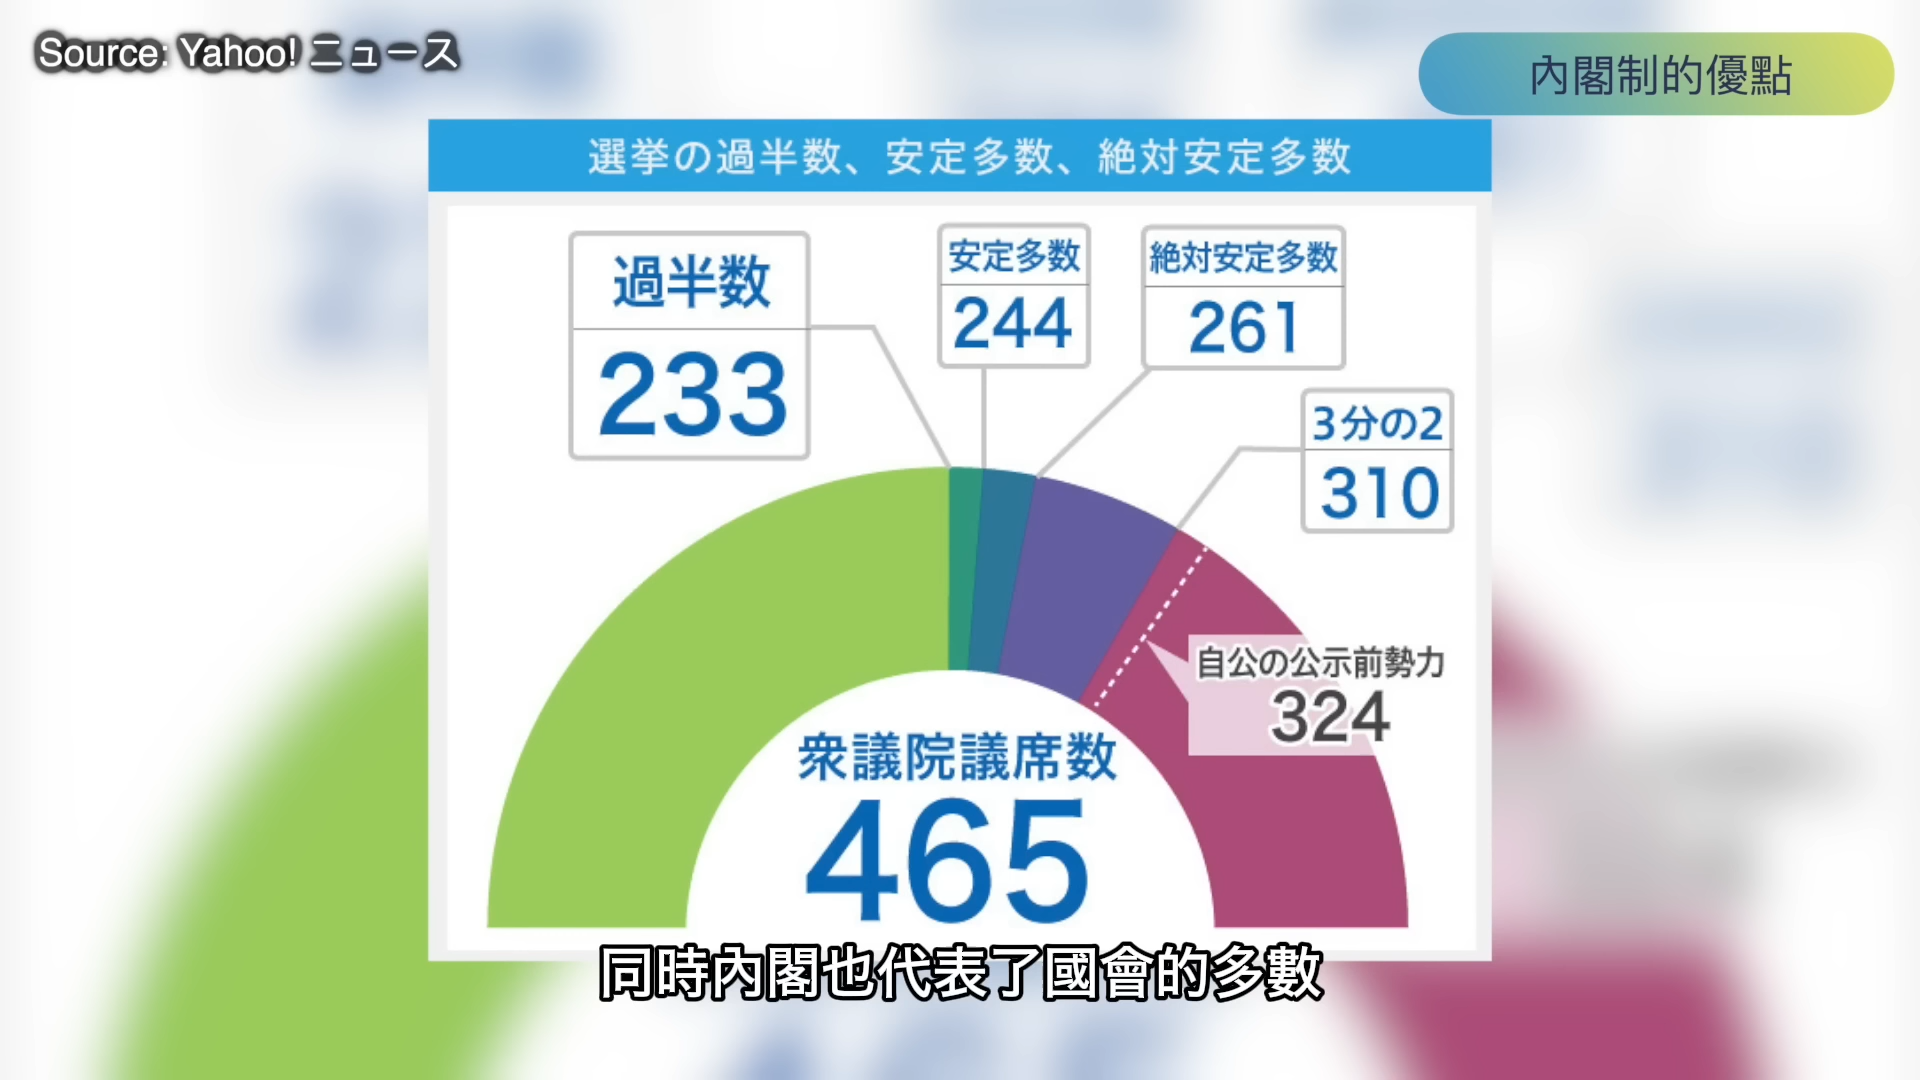 Source: Yahoo! ニュース
內閣制的優點
選挙の過半数、安定多数、絶対安定多数
過半数
233
安定多数
244
絶対安定多数
261
3分の2
310
自公の公示前勢力
324
衆議院議席数
465
同時內閣也代表了國會的多數